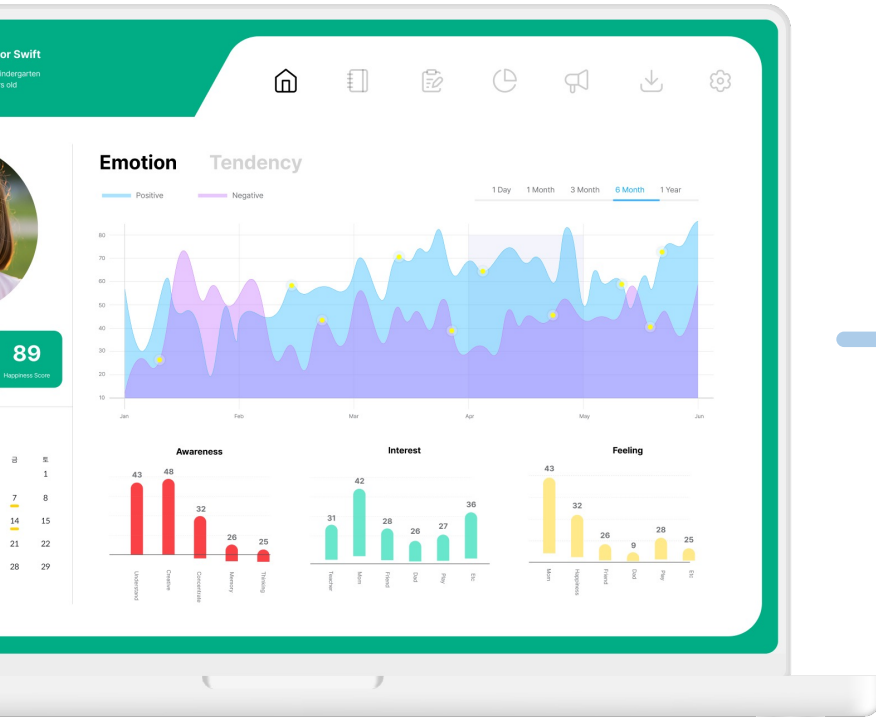 or Swift
indergarten
s old
Emotion
Tendency
Positive
Negative
1 Day
1 Month
3 Month
6 Month
1 Year
80
70
60
50
40
30
20
10
Jan
Feb
Mar
Apr
May
Jun
89
Happiness Score
금 토
1
7 8
14 15
21 22
28 29
Awareness
43
48
32
26
25
Understand
Creative
Concentrate
Memory
Thinking
Interest
31
42
28
26
27
36
Teacher
Mom
Friend
Dad
Play
Etc
Feeling
43
32
26
9
28
25
Mom
Happiness
Friend
Dad
Play
Etc